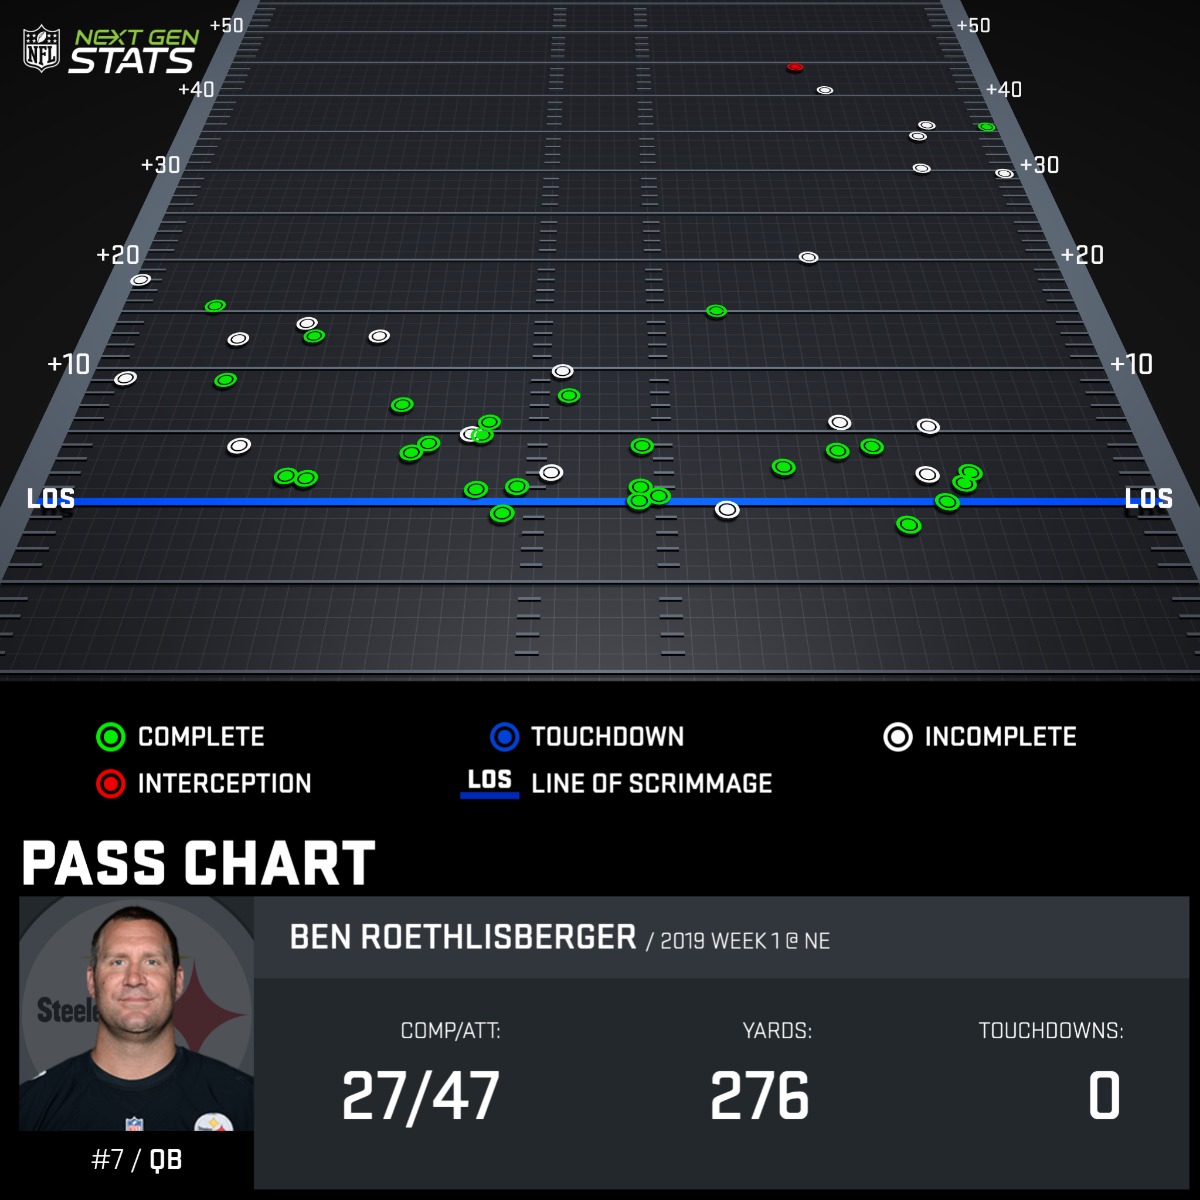 NFL
NEXT GEN
STATS
+50 +50
+40 +40
+30 +30
+20 +20
+10 +10
LOS LOS
COMPLETE TOUCHDOWN INCOMPLETE
INTERCEPTION LOS LINE OF SCRIMMAGE
PASS CHART
BEN ROETHLISBERGER / 2019 WEEK 1 @ NE
Steele
COMP/ATT: YARDS: TOUCHDOWNS:
27/47 276 0
#7 / QB